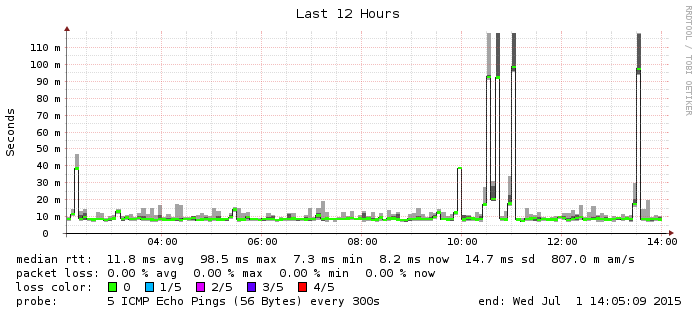 Last 12 Hours
RRDTOOL / TOBI OETIKER
Seconds
110 m
100 m
90 m
80 m
70 m
60 m
50 m
40 m
30 m
20 m
10 m
0
04:00 06:00 08:00 10:00 12:00 14:00
median rtt: 11.8 ms avg 98.5 ms max 7.3 ms min 8.2 ms now 14.7 ms sd 807.0 m am/s
packet loss: 0.00 % avg 0.00 % max 0.00 % min 0.00 % now
loss color: 0 1/5 2/5 3/5 4/5
probe: 5 ICMP Echo Pings (56 Bytes) every 300s end: Wed Jul 1 14:05:09 2015